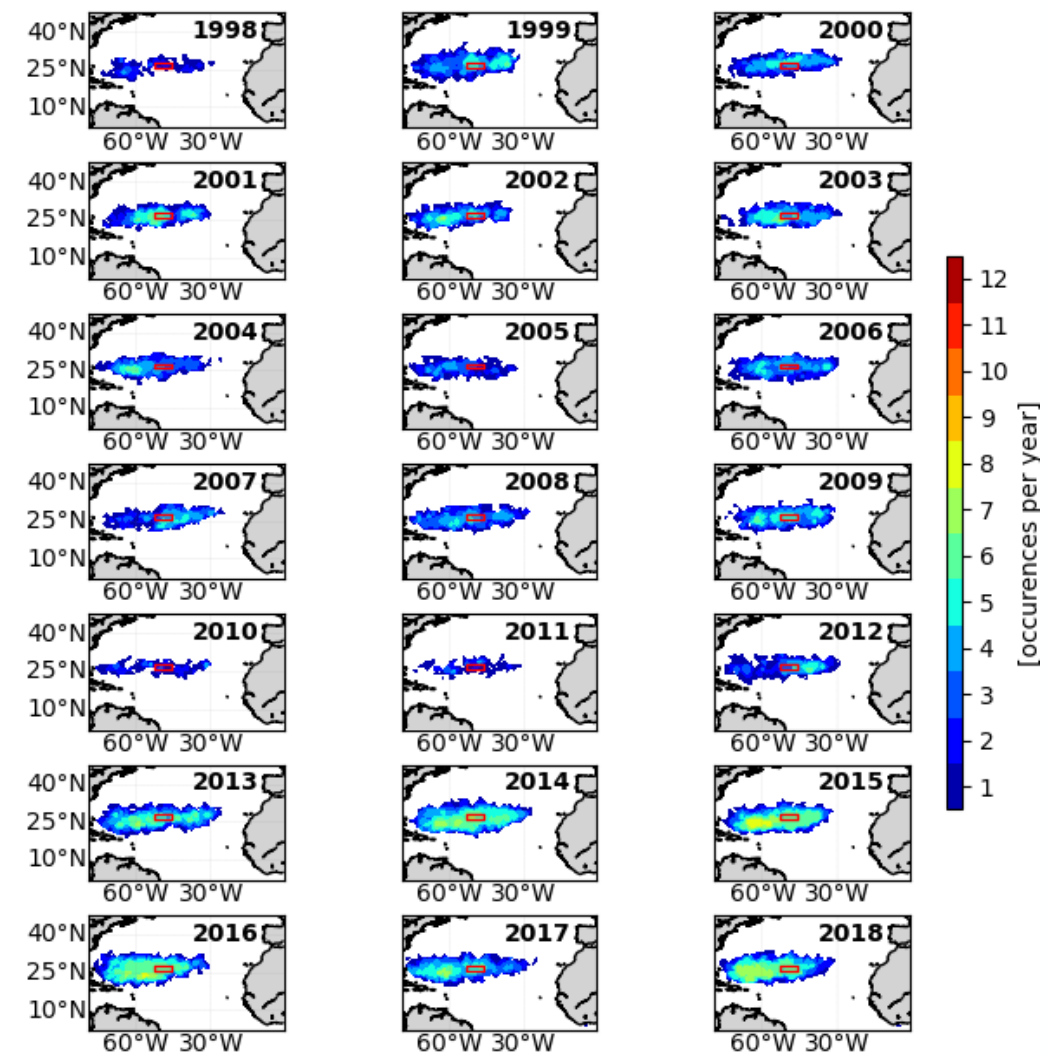 40°N 1998 1999 2000
25°N
10°N
60°W 30°W 60°W 30°W 60°W 30°W
40°N 2001 2002 2003
25°N
10°N
60°W 30°W 60°W 30°W 60°W 30°W
40°N 2004 2005 2006
25°N
10°N
60°W 30°W 60°W 30°W 60°W 30°W
40°N 2007 2008 2009
25°N
10°N
60°W 30°W 60°W 30°W 60°W 30°W
40°N 2010 2011 2012
25°N
10°N
60°W 30°W 60°W 30°W 60°W 30°W
40°N 2013 2014 2015
25°N
10°N
60°W 30°W 60°W 30°W 60°W 30°W
40°N 2016 2017 2018
25°N
10°N
60°W 30°W 60°W 30°W 60°W 30°W
12
11
10
9
8
7
6
5
4
3
2
1
[occurences per year]